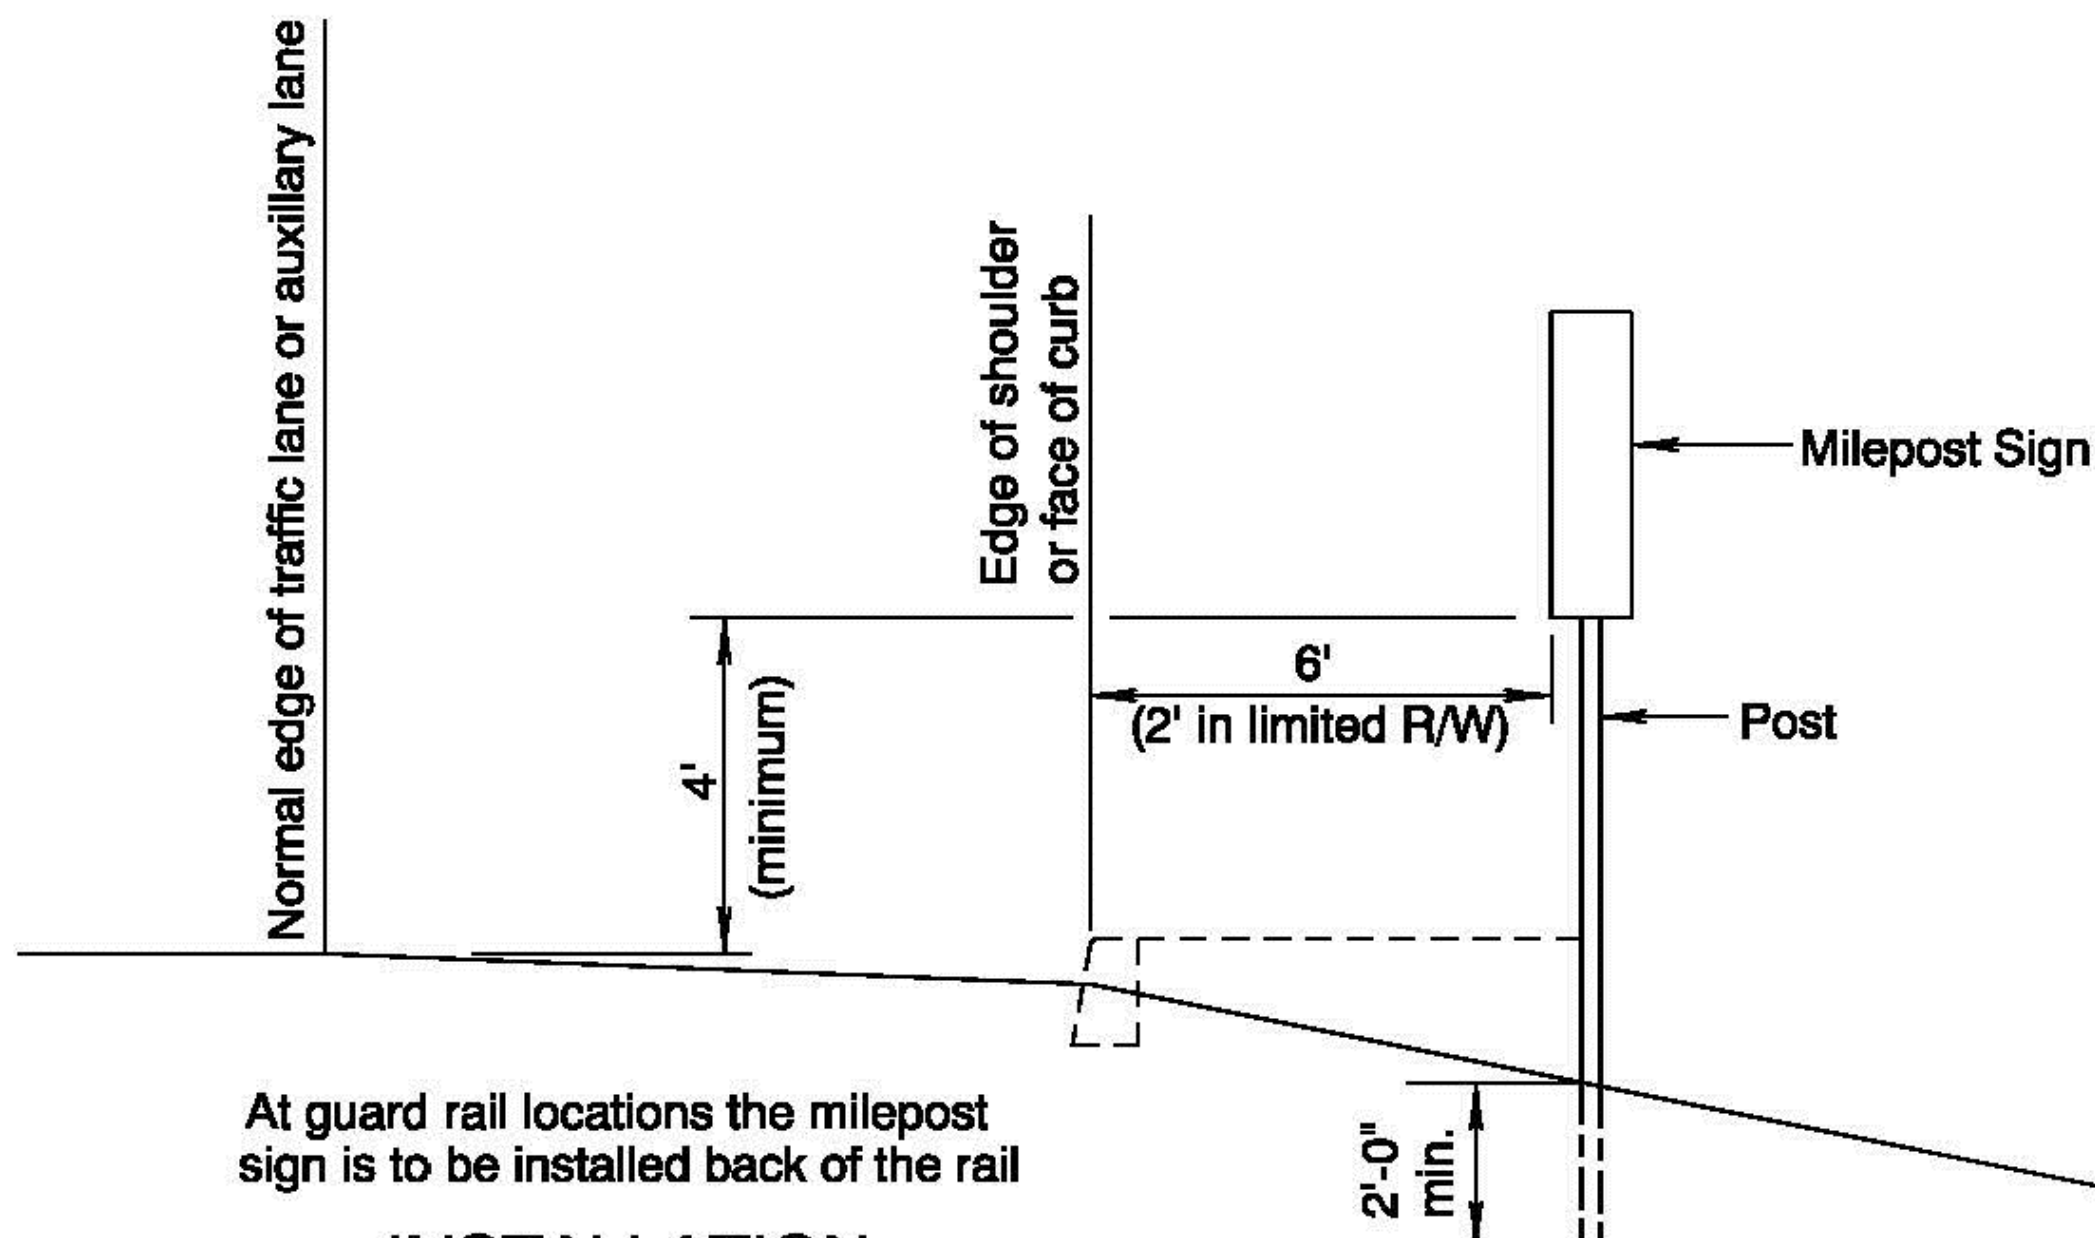 Normal edge of traffic lane or auxiliary lane
Edge of shoulder
or face of curb
Milepost Sign
6'
(2' in limited R/W)
Post
4'
(minimum)
At guard rail locations the milepost
sign is to be installed back of the rail
2'-0"
min.
INSTALLATION